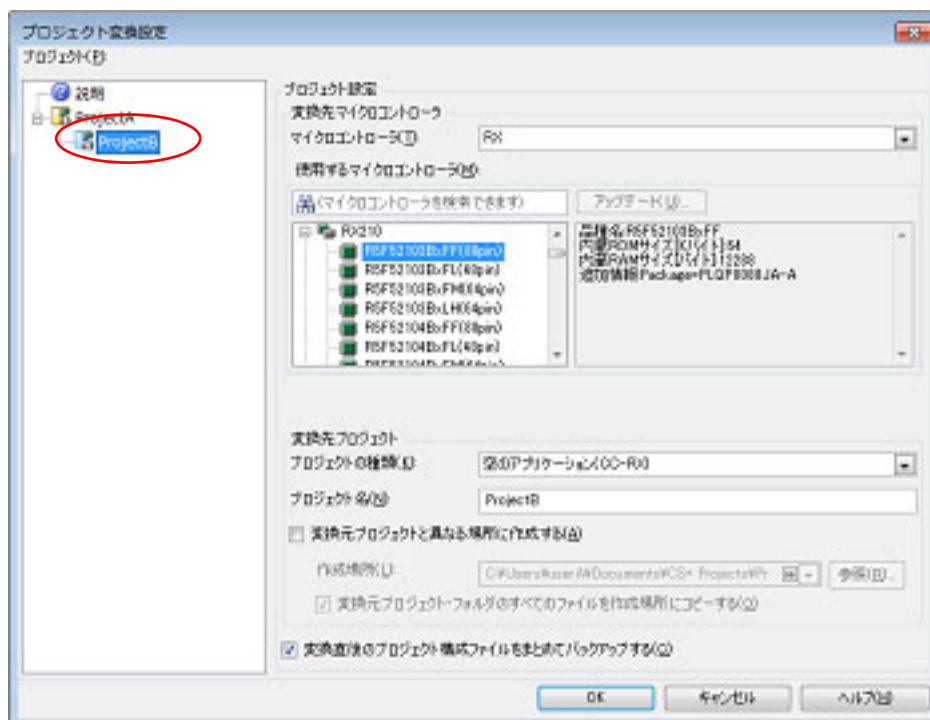 プロジェクト変換設定
プロジェクト(P):
説明
ProjectA
ProjectB
プロジェクト設定
変換先マイクロコントローラ
マイクロコントローラ(T): RX
使用するマイクロコントローラ(M):
(マイクロコントローラを検索できます) アップデート(U)...
RX210
R5F52103BxFF(80pin)
R5F52103BxFL(48pin)
R5F52103BxFM(64pin)
R5F52103BxLH(64pin)
R5F52104BxFF(80pin)
R5F52104BxFL(48pin)
R5F52104BxFM(64pin)
品種名:R5F52103BxFF
内蔵ROMサイズ[Kバイト]:64
内蔵RAMサイズ[バイト]:12288
追加情報:Package=PLQP0080JA-A
変換先プロジェクト
プロジェクトの種類(K): 空のアプリケーション(CC-RX)
プロジェクト名(N): ProjectB
変換元プロジェクトと異なる場所に作成する(A)
作成場所(L): C:¥Users¥userA¥Documents¥CS+ Projects¥Pr 参照(R)...
変換元プロジェクト・フォルダのすべてのファイルを作成場所にコピーする(O)
変換直後のプロジェクト構成ファイルをまとめてバックアップする(C)
OK キャンセル ヘルプ(H)